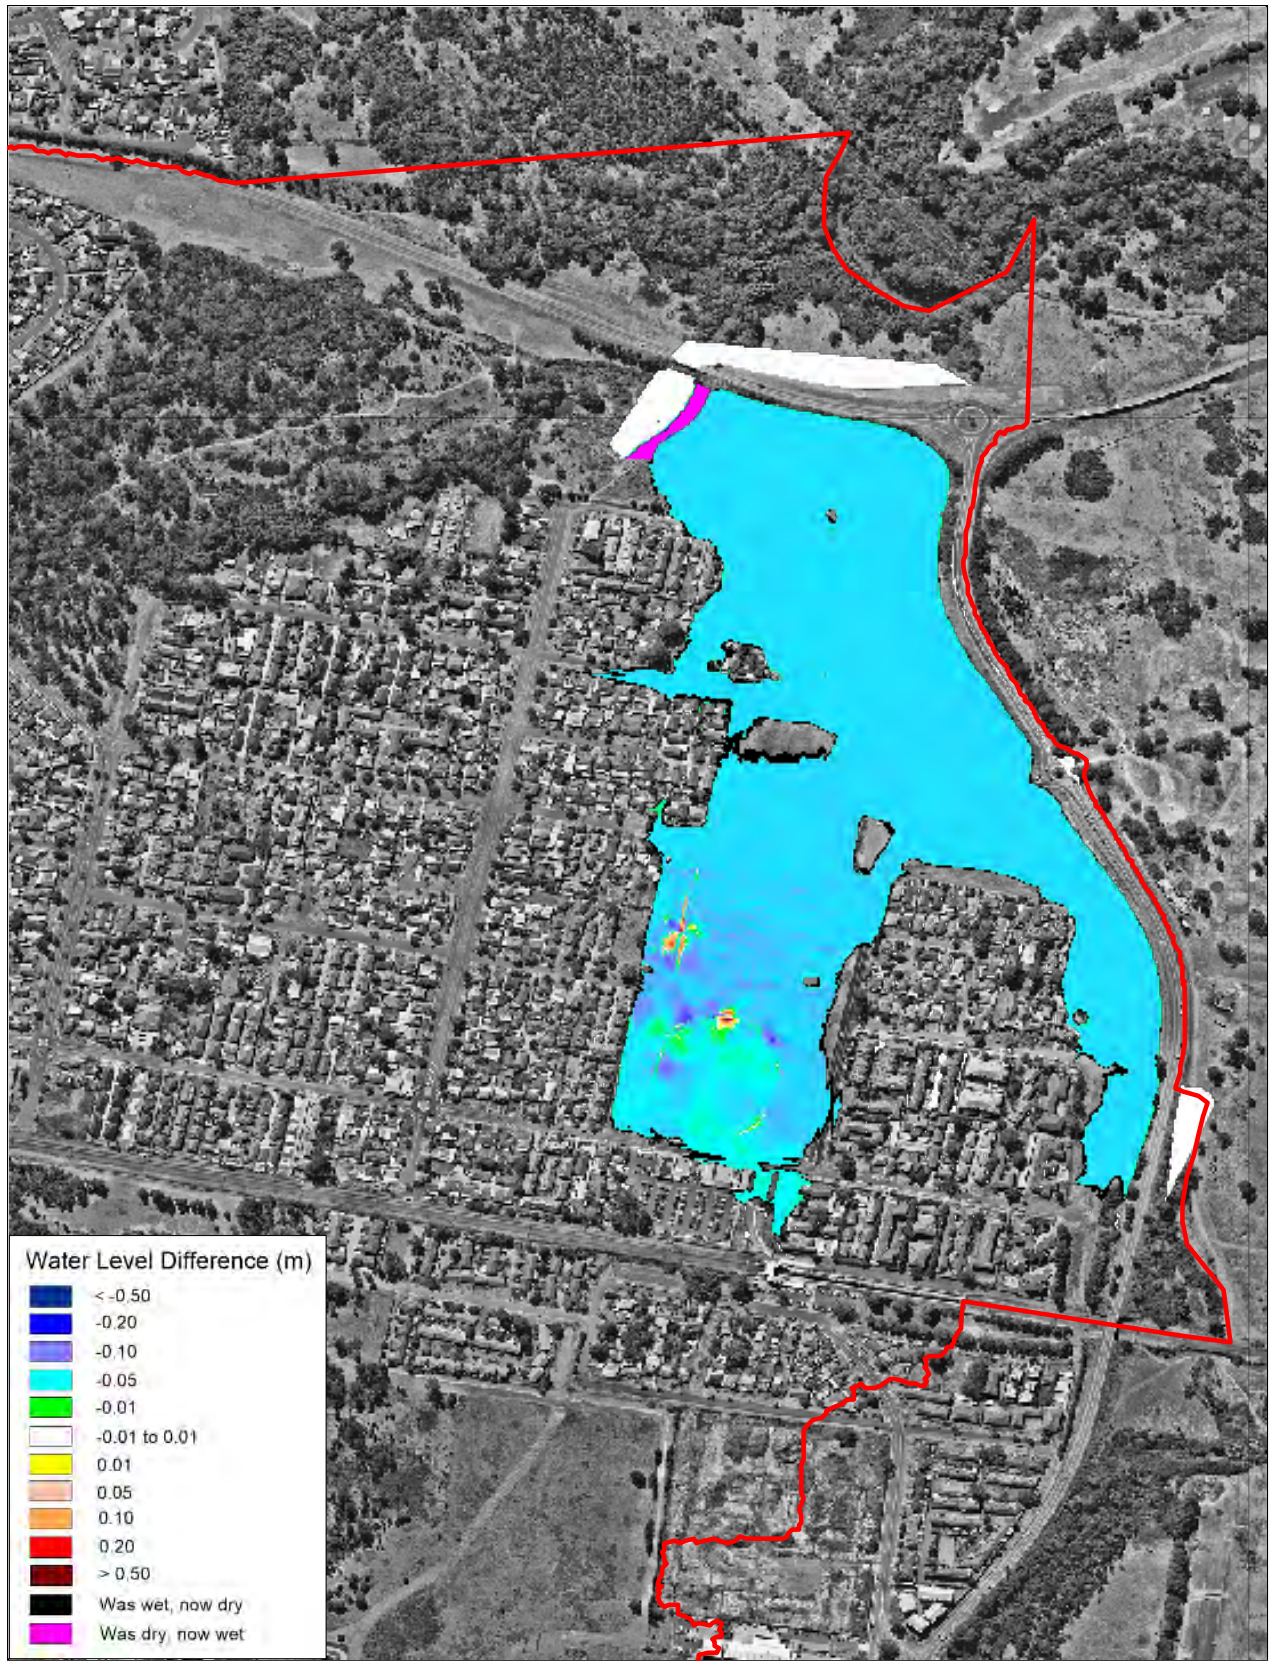 Water Level Difference (m)
< -0.50
-0.20
-0.10
-0.05
-0.01
-0.01 to 0.01
0.01
0.05
0.10
0.20
> 0.50
Was wet, now dry
Was dry, now wet